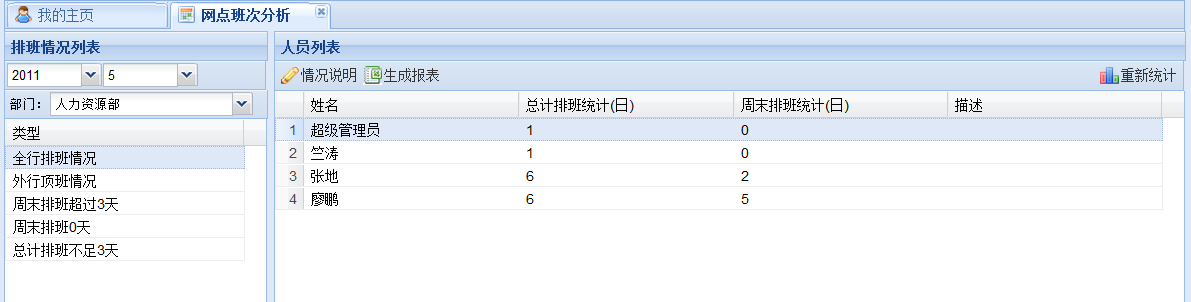 我的主页 网点班次分析
排班情况列表
2011 5
部门: 人力资源部
类型
全行排班情况
外行顶班情况
周末排班超过3天
周末排班0天
总计排班不足3天
人员列表
情况说明 生成报表 重新统计
姓名 总计排班统计(日) 周末排班统计(日) 描述
1 超级管理员 1 0
2 竺涛 1 0
3 张地 6 2
4 廖鹏 6 5